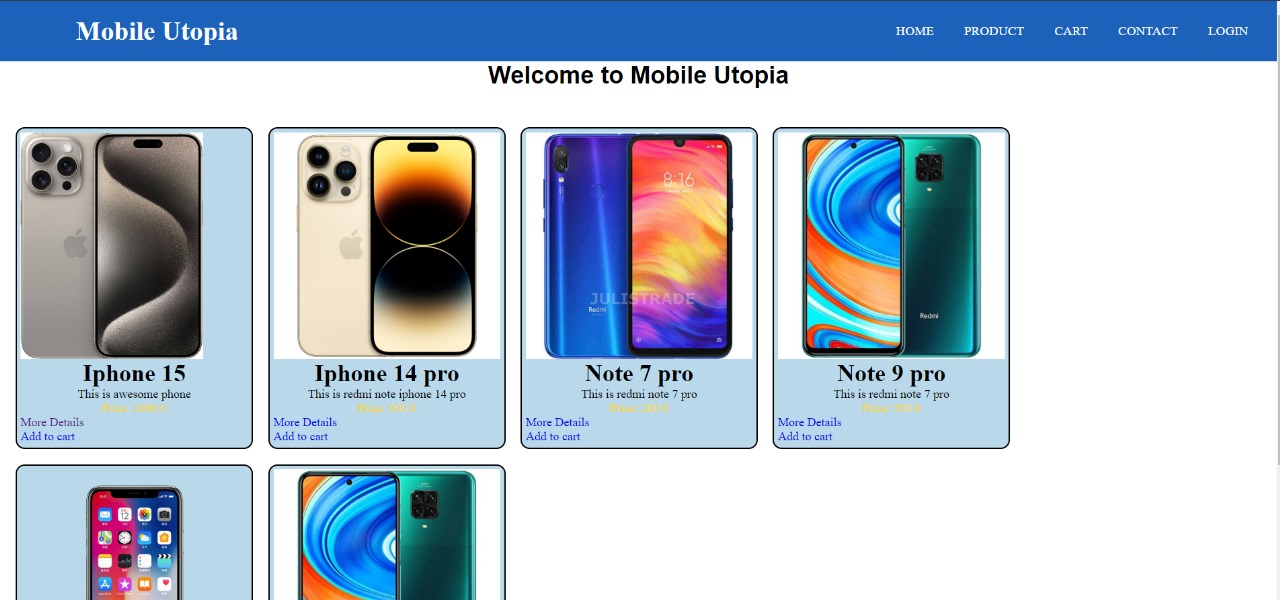 Mobile Utopia
HOME PRODUCT CART CONTACT LOGIN
Welcome to Mobile Utopia
8:16
JULISTRADE
Redmi
Redmi
Iphone 15
This is awesome phone
Price: 1000.0
More Details
Add to cart
Iphone 14 pro
This is redmi note iphone 14 pro
Price: 900.0
More Details
Add to cart
Note 7 pro
This is redmi note 7 pro
Price: 200.0
More Details
Add to cart
Note 9 pro
This is redmi note 7 pro
More Details
Add to cart
12